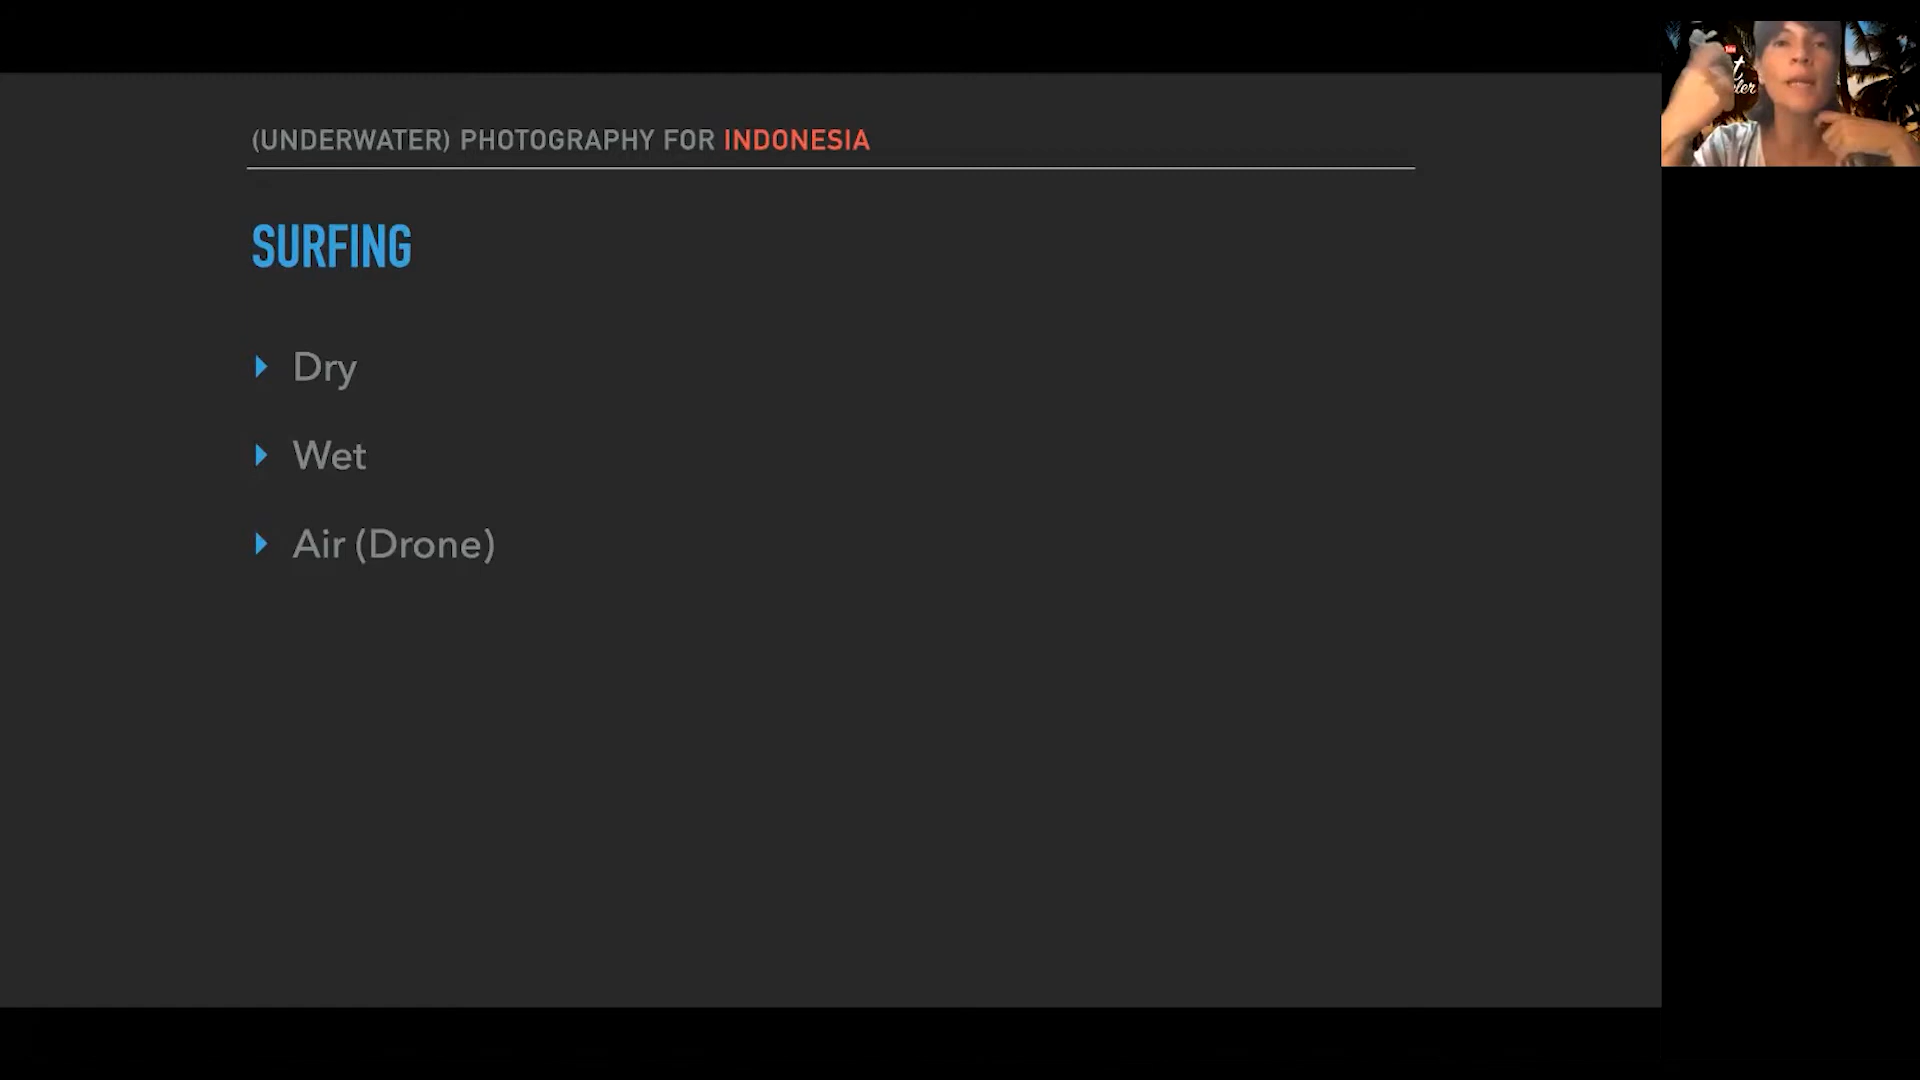 (UNDERWATER) PHOTOGRAPHY FOR INDONESIA
SURFING
Dry
Wet
Air (Drone)